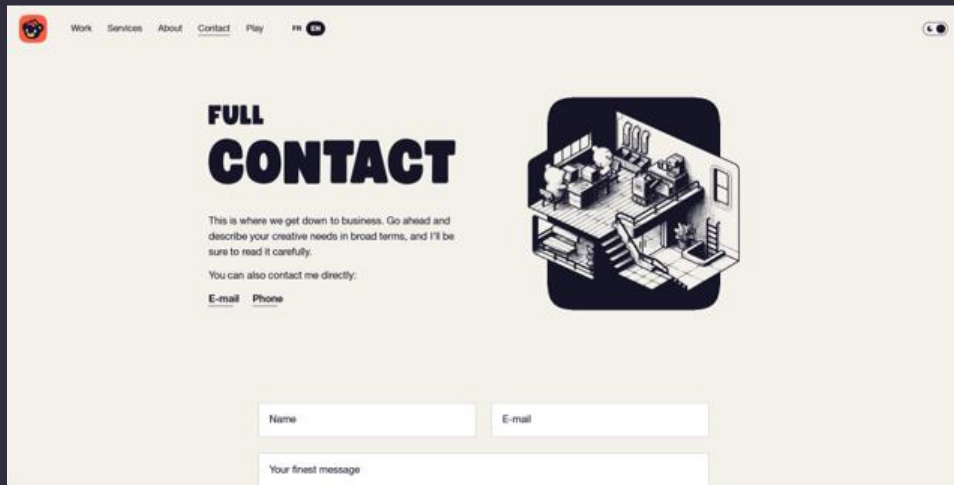 Work Services About Contact Play FR EN
FULL
CONTACT
This is where we get down to business. Go ahead and
describe your creative needs in broad terms, and I'll be
sure to read it carefully.
You can also contact me directly:
E-mail Phone
Name E-mail
Your finest message